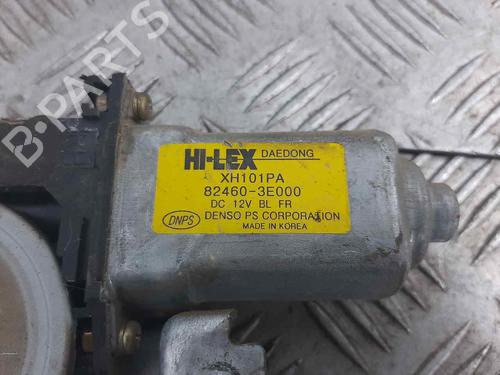 B-PARTS
HI-LEX DAEDONG
XH101PA
82460-3E000
DC 12V BL FR
DNPS DENSO PS CORPORATION
MADE IN KOREA